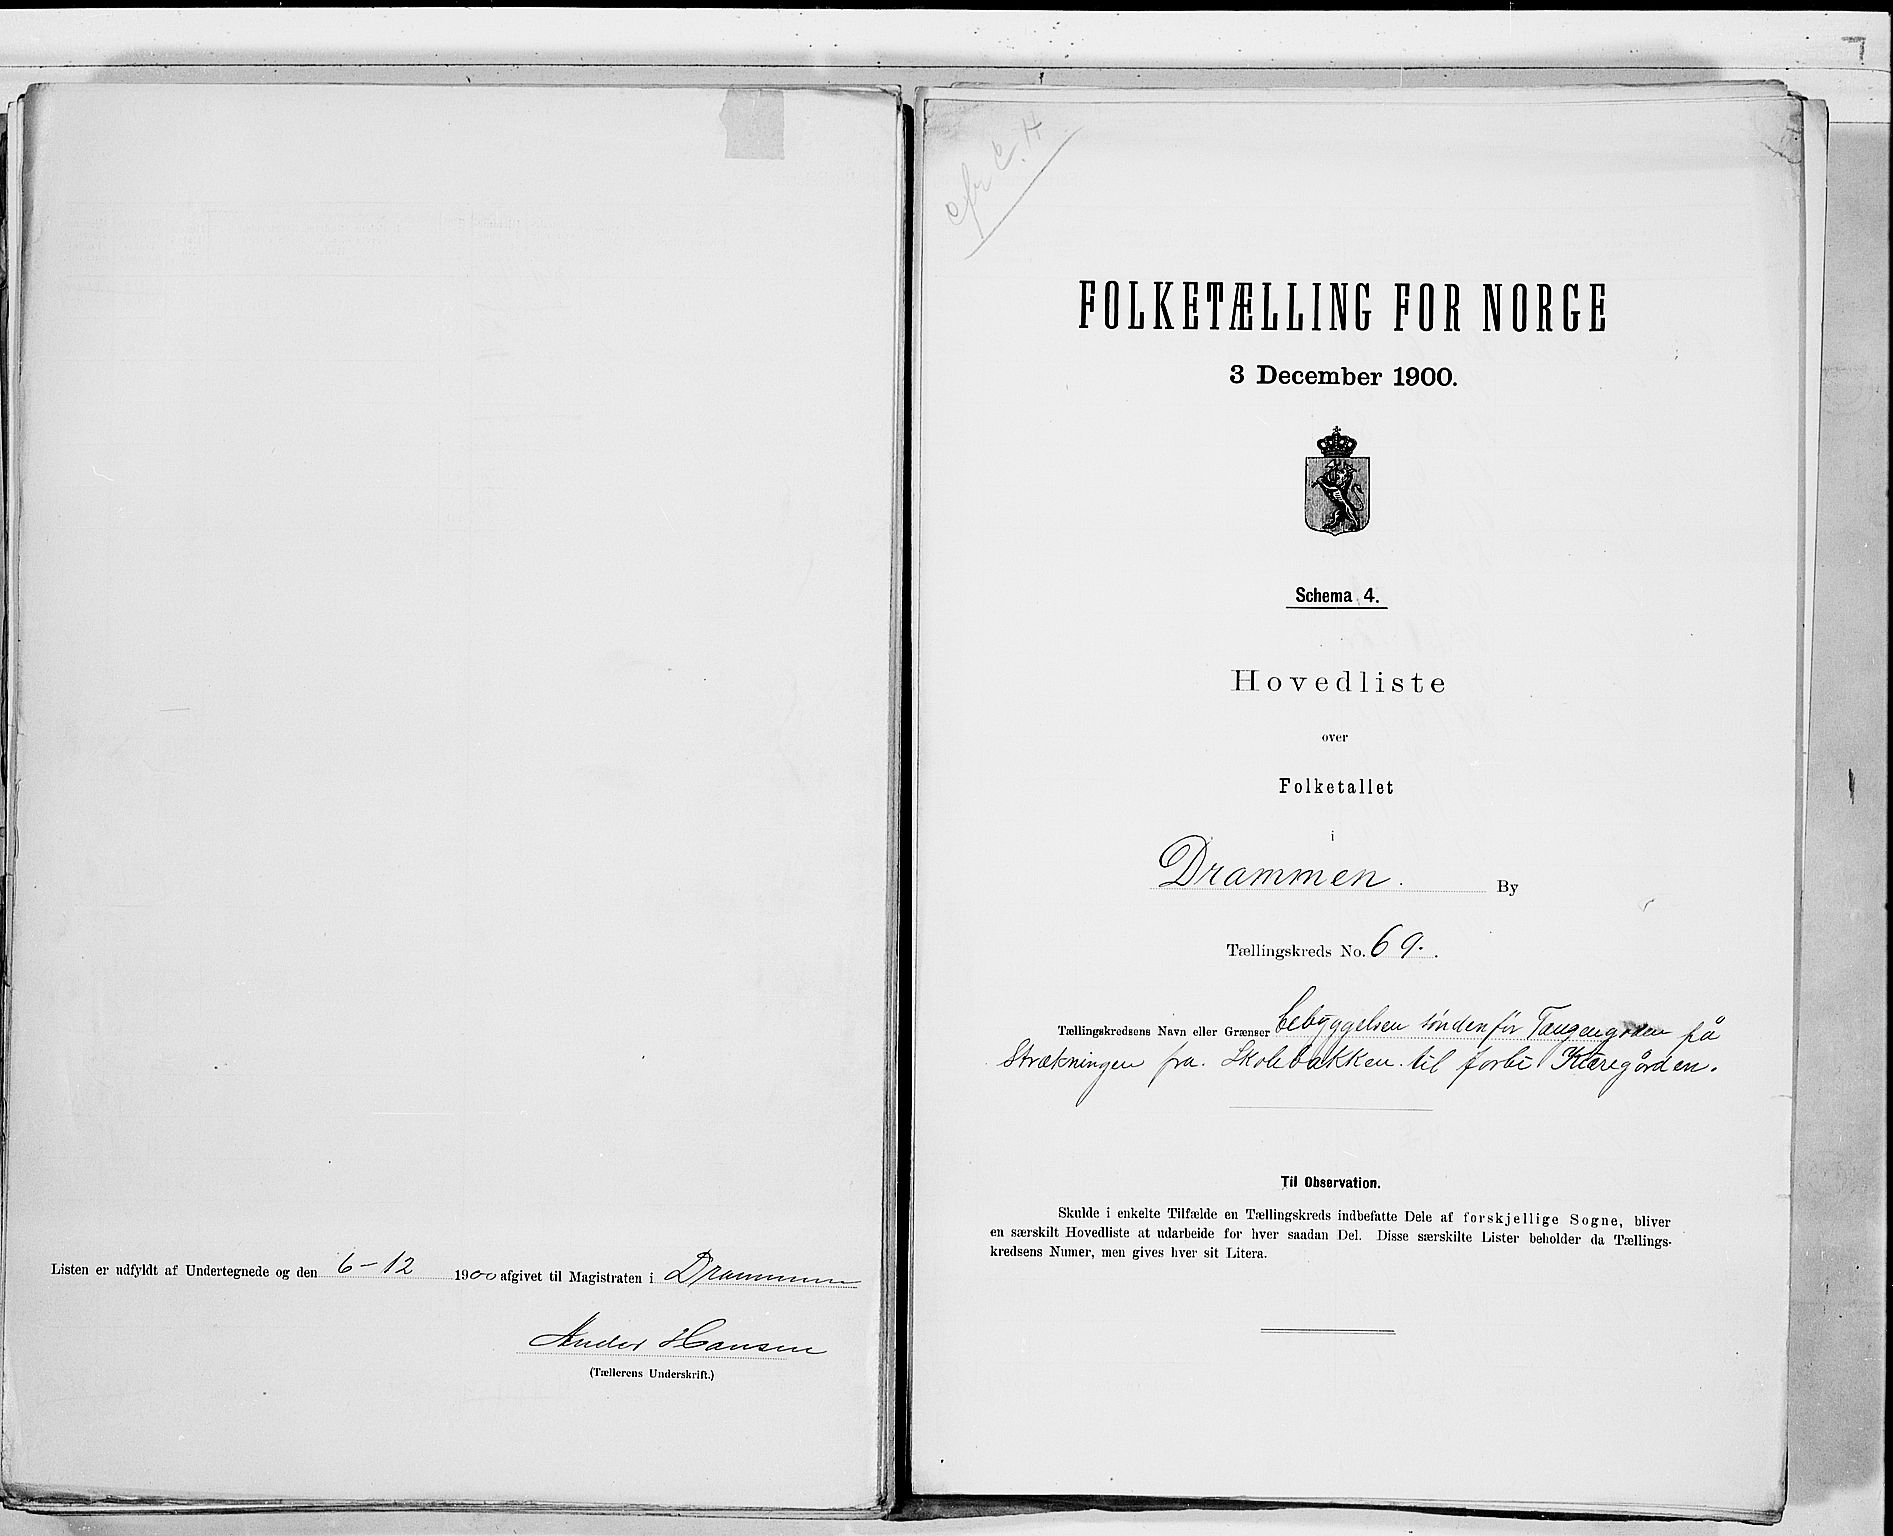 Listen er udfyldt af Undertegnede og den 6-12 1900 afgivet til Magistraten i Drammen
Hansen
(Tællerens Underskrift.)
cfr C. H
FOLKETÆLLING FOR NORGE
3 December 1900.
Schema 4.
Hovedliste
over
Folketallet
i
Drammen. By
Tællingskreds No. 69.
Tællingskredsens Navn eller Grænser bebyggelsen søndenfor Tangengaden på
Strækningen fra. Skolebakken. til forbi Kæregården.
Til Observation.
Skulde i enkelte Tilfælde en Tællingskreds indbefatte Dele af forskjellige Sogne, bliver
en særskilt Hovedliste at udarbeide for hver saadan Del. Disse særskilte Lister beholder da Tællings-
kredsens Numer, men gives hver sit Litera.